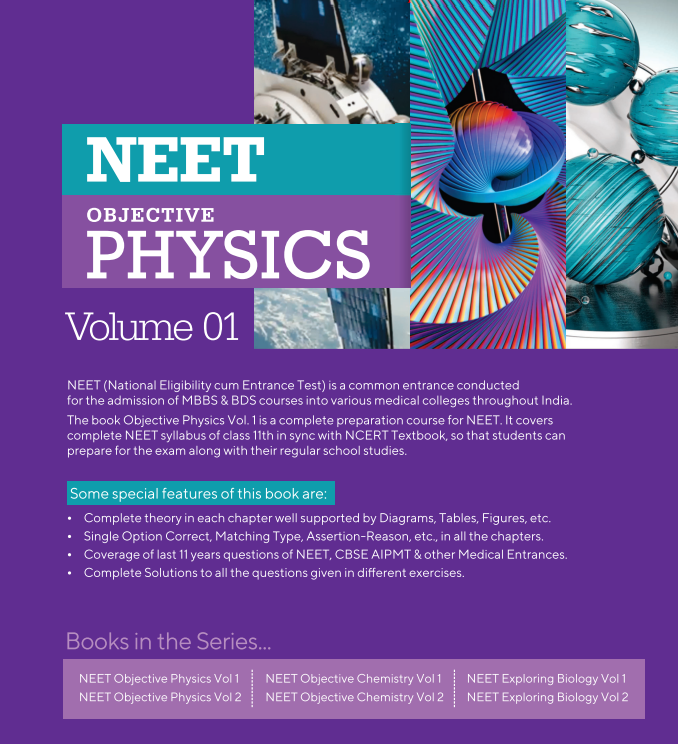 NEET
OBJECTIVE
PHYSICS
Volume 01
NEET (National Eligibility cum Entrance Test) is a common entrance conducted
for the admission of MBBS & BDS courses into various medical colleges throughout India.
The book Objective Physics Vol. 1 is a complete preparation course for NEET. It covers
complete NEET syllabus of class 11th in sync with NCERT Textbook, so that students can
prepare for the exam along with their regular school studies.
Some special features of this book are:
• Complete theory in each chapter well supported by Diagrams, Tables, Figures, etc.
• Single Option Correct, Matching Type, Assertion-Reason, etc., in all the chapters.
• Coverage of last 11 years questions of NEET, CBSE AIPMT & other Medical Entrances.
• Complete Solutions to all the questions given in different exercises.
Books in the Series...
NEET Objective Physics Vol 1 NEET Objective Chemistry Vol 1 NEET Exploring Biology Vol 1
NEET Objective Physics Vol 2 NEET Objective Chemistry Vol 2 NEET Exploring Biology Vol 2